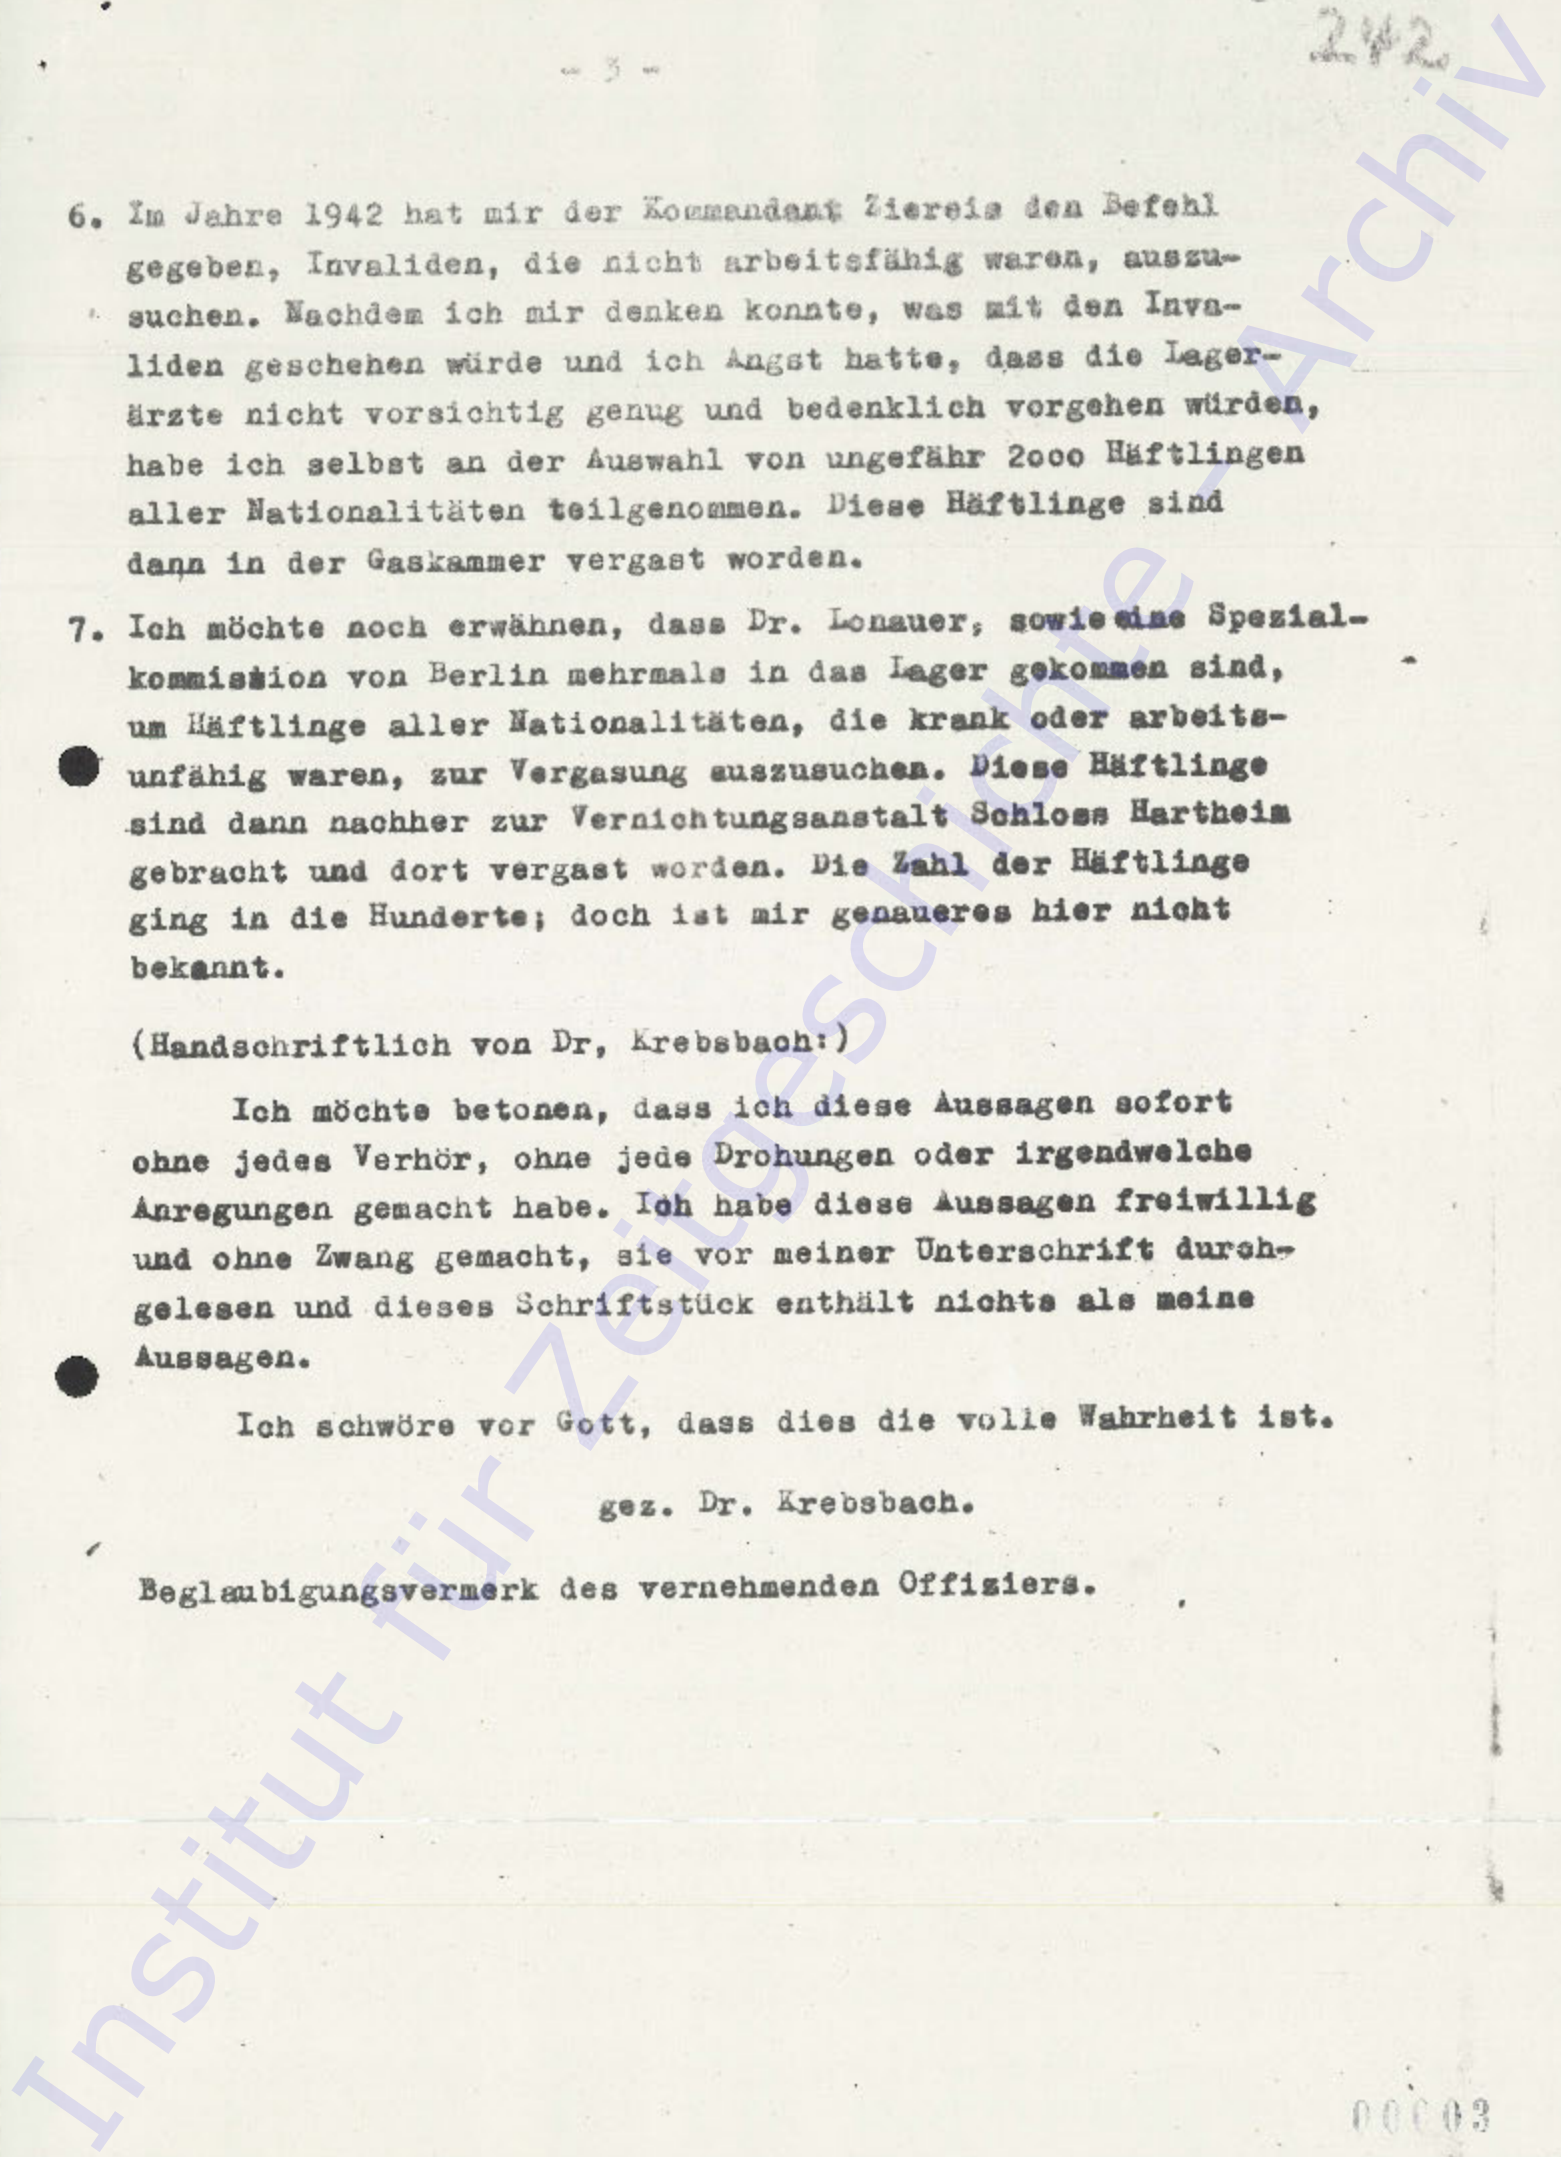 242
- 3 -
6. Im Jahre 1942 hat mir der Kommandant Ziereis den Befehl
gegeben, Invaliden, die nicht arbeitsfähig waren, auszu-
suchen. Nachdem ich mir denken konnte, was mit den Inva-
liden geschehen würde und ich Angst hatte, dass die Lager-
ärzte nicht vorsichtig genug und bedenklich vorgehen würden,
habe ich selbst an der Auswahl von ungefähr 2ooo Häftlingen
aller Nationalitäten teilgenommen. Diese Häftlinge sind
dann in der Gaskammer vergast worden.
7. Ich möchte noch erwähnen, dass Dr. Lonauer, sowie eine Spezial-
kommission von Berlin mehrmals in das Lager gekommen sind,
um Häftlinge aller Nationalitäten, die krank oder arbeits-
unfähig waren, zur Vergasung auszusuchen. Diese Häftlinge
sind dann nachher zur Vernichtungsanstalt Schloss Hartheim
gebracht und dort vergast worden. Die Zahl der Häftlinge
ging in die Hunderte; doch ist mir genaueres hier nicht
bekannt.
(Handschriftlich von Dr, Krebsbach:)
Ich möchte betonen, dass ich diese Aussagen sofort
ohne jedes Verhör, ohne jede Drohungen oder irgendwelche
Anregungen gemacht habe. Ich habe diese Aussagen freiwillig
und ohne Zwang gemacht, sie vor meiner Unterschrift durch-
gelesen und dieses Schriftstück enthält nichts als meine
Aussagen.
Ich schwöre vor Gott, dass dies die volle Wahrheit ist.
gez. Dr. Krebsbach.
Beglaubigungsvermerk des vernehmenden Offiziers.
00003
Institut für Zeitgeschichte - Archiv